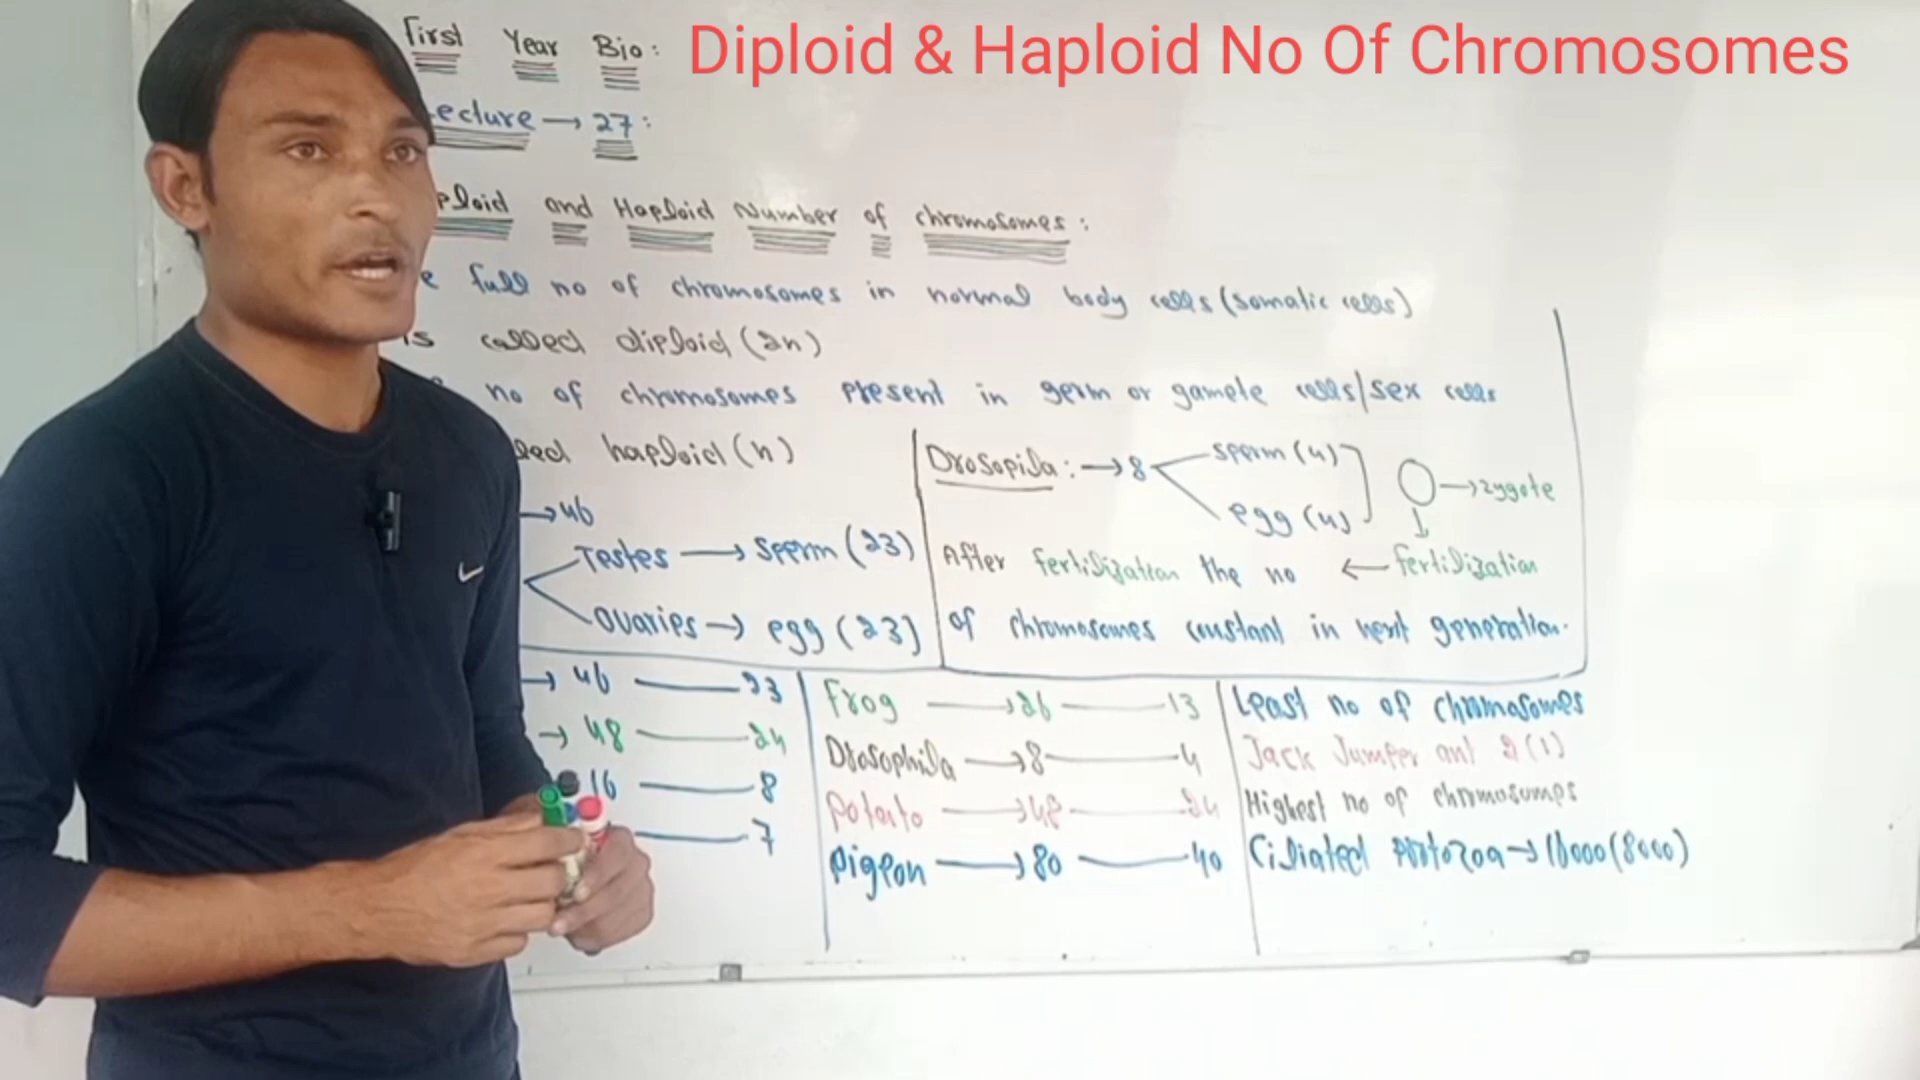 Diploid & Haploid No Of Chromosomes
First Year Bio:
ecture → 27:
ploid and Haploid Number of chromosomes:
e full no of chromosomes in normal body cells (somatic cells)
is called diploid (2n)
no of chromosomes present in germ or gamete cells/sex cells
led haploid (n)
Drosopila: → 8 sperm (4)
egg (4)
→ zygote
→ 46
Testes → sperm (23)
ovaries → egg (23)
After fertilization the no ← fertilization
of chromosomes constant in next generation.
→ 46 — 23
→ 48 — 24
16 — 8
— 7
Frog → 26 — 13
Drosophila → 8 — 4
potato → 48 — 24
pigeon → 80 — 40
Least no of chromosomes
Jack Jumper ant 2 (1)
Highest no of chromosomes
Ciliated protozoa → 16000 (8000)